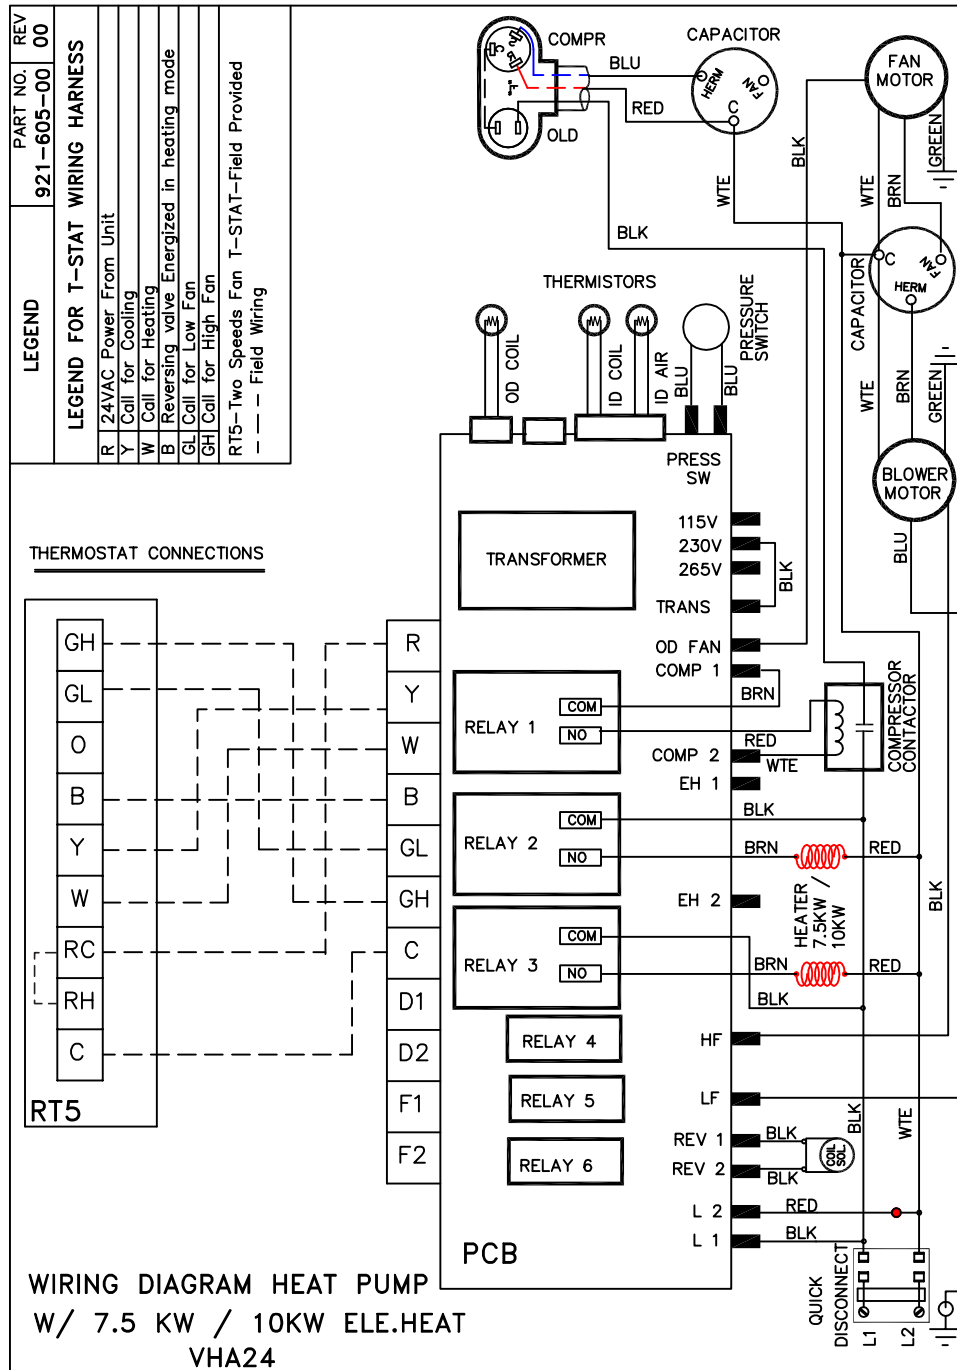 LEGEND
PART NO.
REV
921-605-00
00
LEGEND FOR T-STAT WIRING HARNESS
R 24VAC Power From Unit
Y Call for Cooling
W Call for Heating
B Reversing valve Energized in heating mode
GL Call for Low Fan
GH Call for High Fan
RT5-Two Speeds Fan T-STAT-Field Provided
--- Field Wiring
COMPR
C
S
R
OLD
BLU
RED
CAPACITOR
HERM
FAN
C
WTE
BLK
BLK
FAN
MOTOR
GREEN
WTE
BRN
CAPACITOR
C
FAN
HERM
WTE
BRN
GREEN
BLOWER
MOTOR
BLU
THERMISTORS
OD COIL
ID COIL
ID AIR
BLU
BLU
PRESSURE
SWITCH
PRESS
SW
TRANSFORMER
115V
230V
265V
BLK
TRANS
OD FAN
COMP 1
BRN
RELAY 1
COM
NO
RED
COMP 2
WTE
EH 1
COMPRESSOR
CONTACTOR
BLK
RELAY 2
COM
NO
BRN
RED
HEATER
7.5KW /
10KW
BLK
EH 2
RELAY 3
COM
NO
BRN
RED
BLK
RELAY 4
HF
RELAY 5
LF
BLK
WTE
RELAY 6
REV 1
BLK
COIL
SOL
REV 2
BLK
L 2
RED
L 1
BLK
PCB
QUICK
DISCONNECT
L1
L2
THERMOSTAT CONNECTIONS
GH
GL
O
B
Y
W
RC
RH
C
RT5
R
Y
W
B
GL
GH
C
D1
D2
F1
F2
WIRING DIAGRAM HEAT PUMP
W/ 7.5 KW / 10KW ELE.HEAT
VHA24